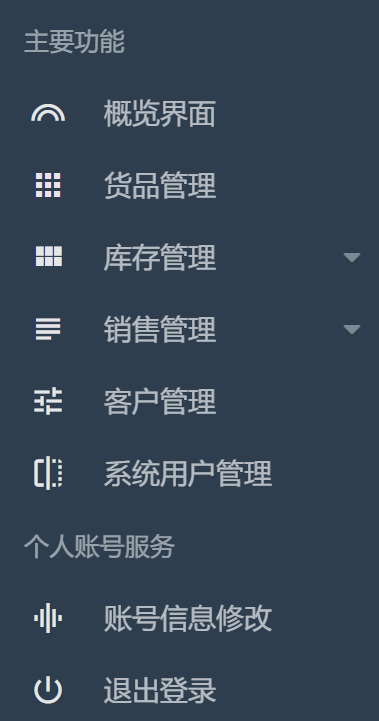 主要功能
概览界面
货品管理
库存管理
销售管理
客户管理
系统用户管理
个人账号服务
账号信息修改
退出登录